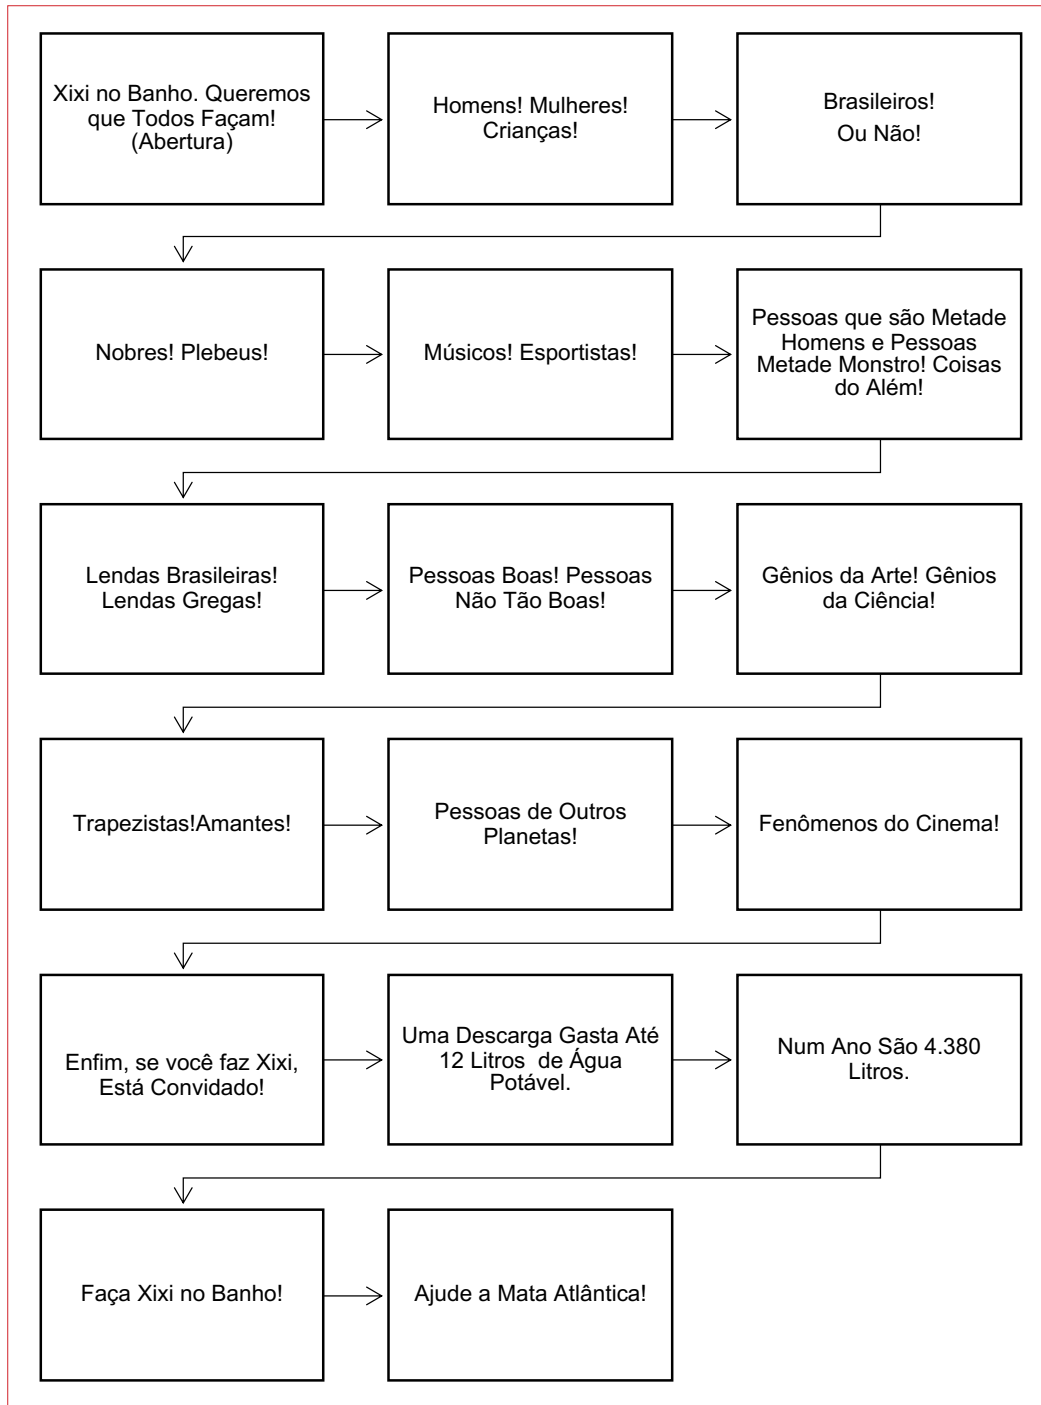 Xixi no Banho. Queremos
que Todos Façam!
(Abertura)
Homens! Mulheres!
Crianças!
Brasileiros!
Ou Não!
Nobres! Plebeus!
Músicos! Esportistas!
Pessoas que são Metade
Homens e Pessoas
Metade Monstro! Coisas
do Além!
Lendas Brasileiras!
Lendas Gregas!
Pessoas Boas! Pessoas
Não Tão Boas!
Gênios da Arte! Gênios
da Ciência!
Trapezistas!Amantes!
Pessoas de Outros
Planetas!
Fenômenos do Cinema!
Enfim, se você faz Xixi,
Está Convidado!
Uma Descarga Gasta Até
12 Litros  de Água
Potável.
Num Ano São 4.380
Litros.
Faça Xixi no Banho!
Ajude a Mata Atlântica!